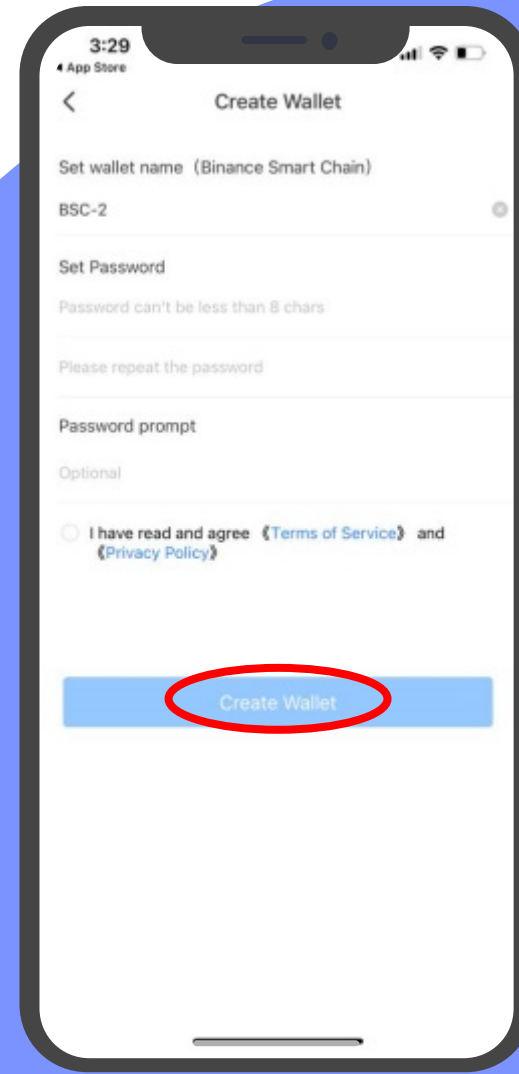 3:29
App Store
Create Wallet
Set wallet name（Binance Smart Chain）
BSC-2
Set Password
Password can't be less than 8 chars
Please repeat the password
Password prompt
Optional
I have read and agree 《Terms of Service》 and
《Privacy Policy》
Create Wallet